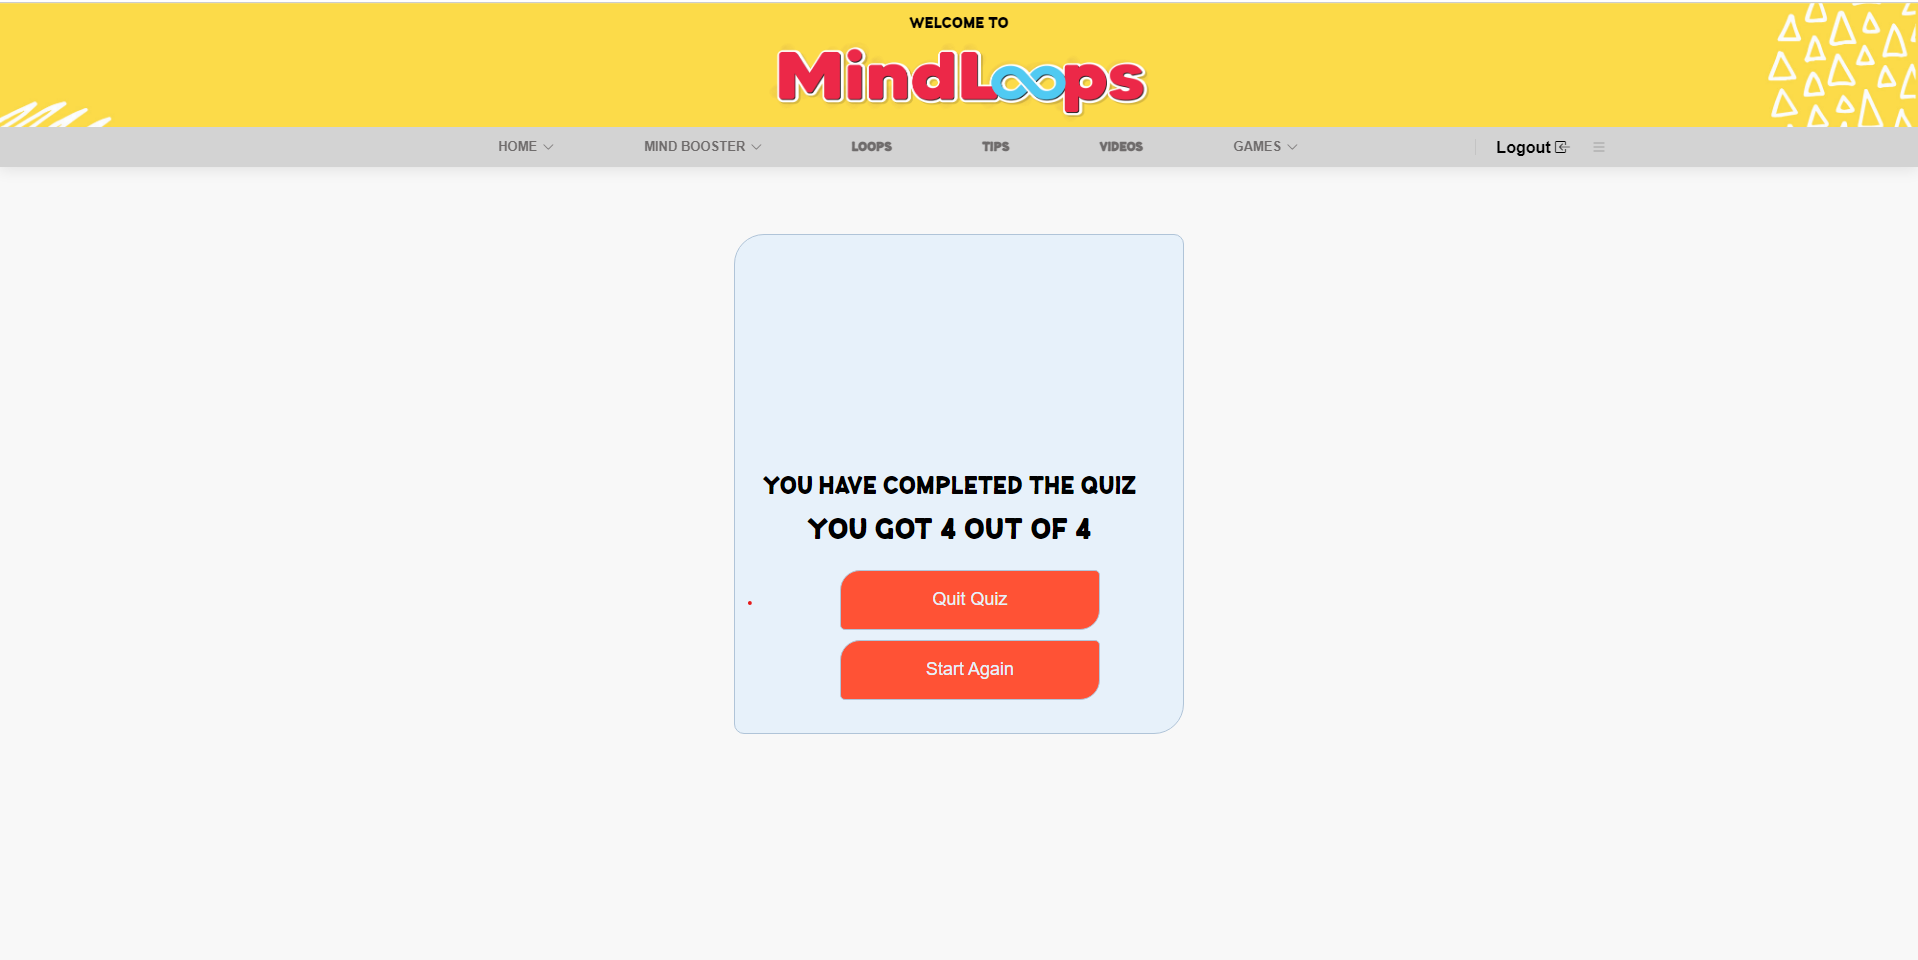 WELCOME TO
MindLoops
HOME
MIND BOOSTER
LOOPS
TIPS
VIDEOS
GAMES
Logout
YOU HAVE COMPLETED THE QUIZ
YOU GOT 4 OUT OF 4
Quit Quiz
Start Again